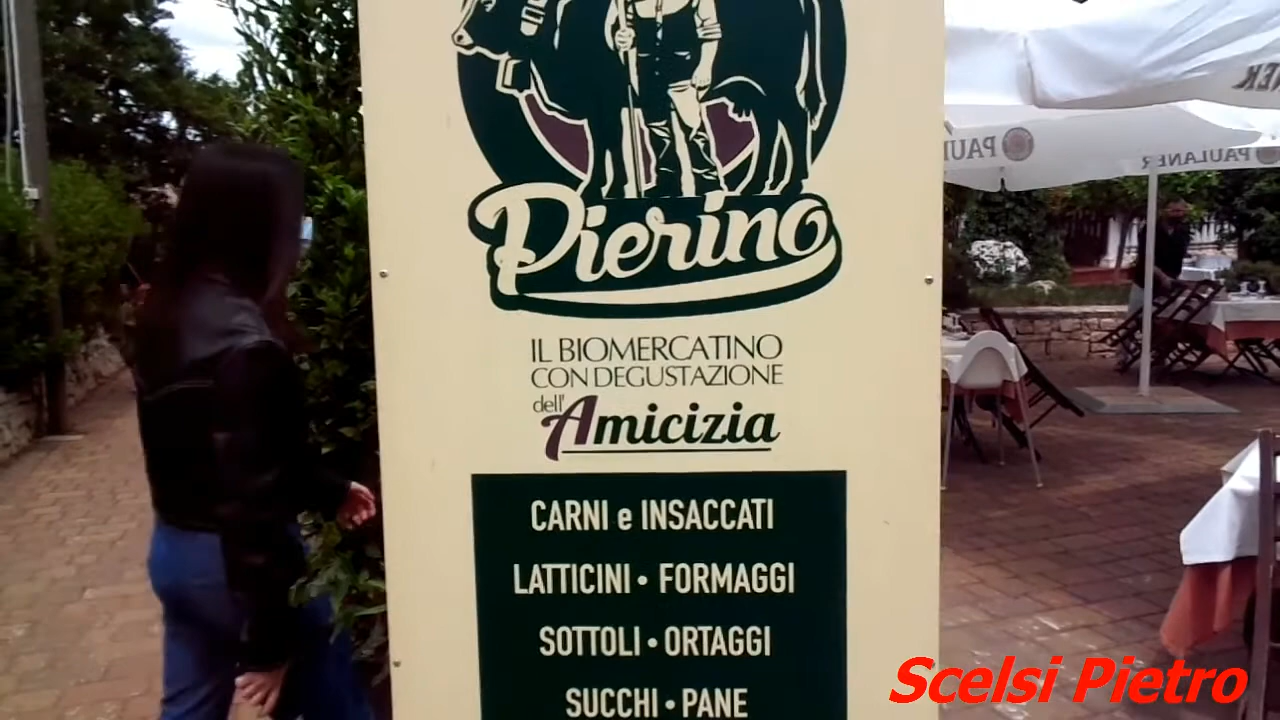 Pierino
IL BIOMERCATINO
CON DEGUSTAZIONE
dell'Amicizia
CARNI e INSACCATI
LATTICINI • FORMAGGI
SOTTOLI • ORTAGGI
SUCCHI • PANE
PAULANER
Scelsi Pietro